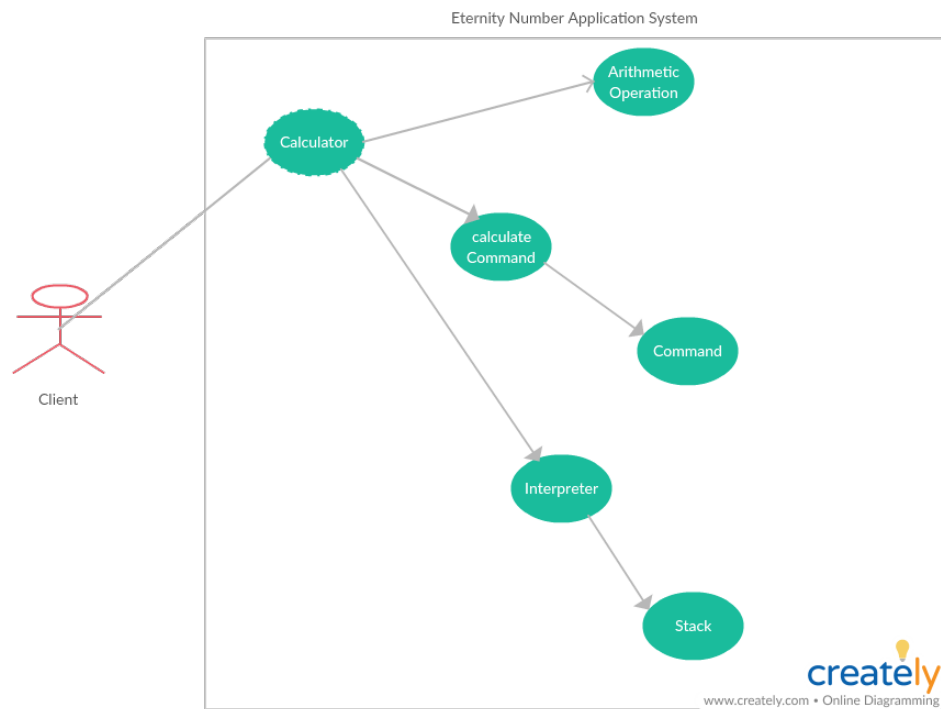 Eternity Number Application System
Arithmetic
Operation
Calculator
calculate
Command
Command
Client
Interpreter
Stack
creately
www.creately.com • Online Diagramming